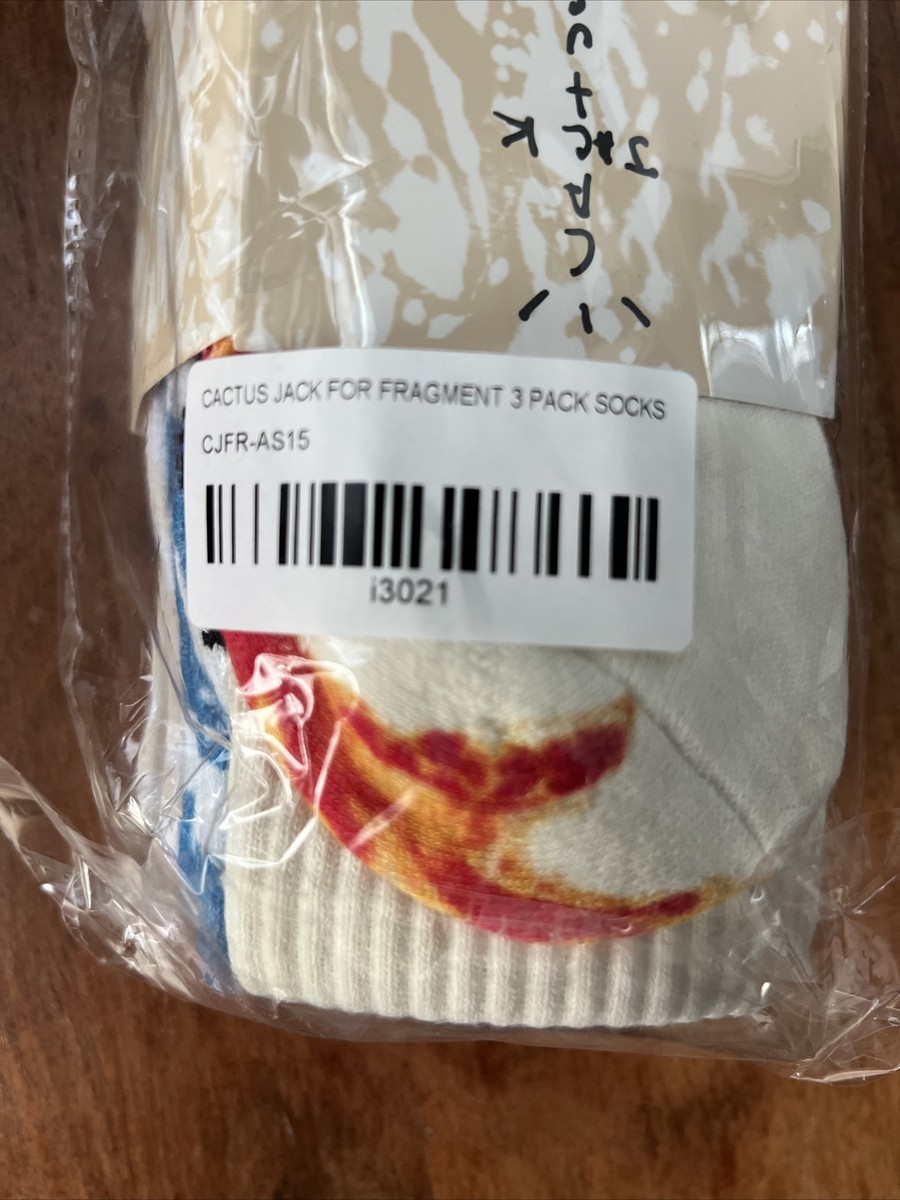 CACTUS JACK FOR FRAGMENT 3 PACK SOCKS
CJFR-AS15
i3021